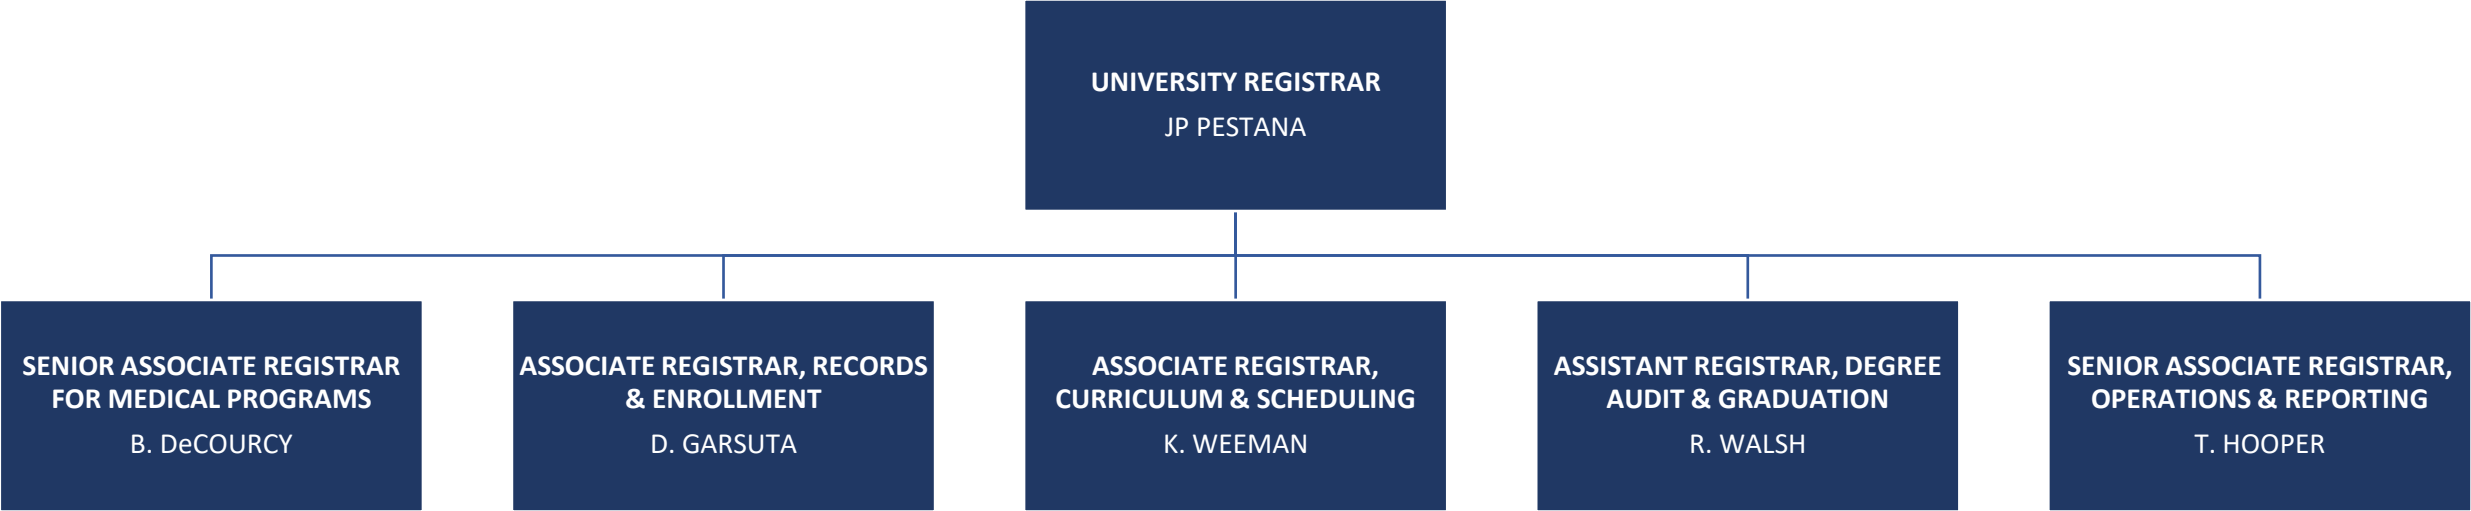 UNIVERSITY REGISTRAR
JP PESTANA
SENIOR ASSOCIATE REGISTRAR
FOR MEDICAL PROGRAMS
B. DeCOURCY
ASSOCIATE REGISTRAR, RECORDS
& ENROLLMENT
D. GARSUTA
ASSOCIATE REGISTRAR,
CURRICULUM & SCHEDULING
K. WEEMAN
ASSISTANT REGISTRAR, DEGREE
AUDIT & GRADUATION
R. WALSH
SENIOR ASSOCIATE REGISTRAR,
OPERATIONS & REPORTING
T. HOOPER